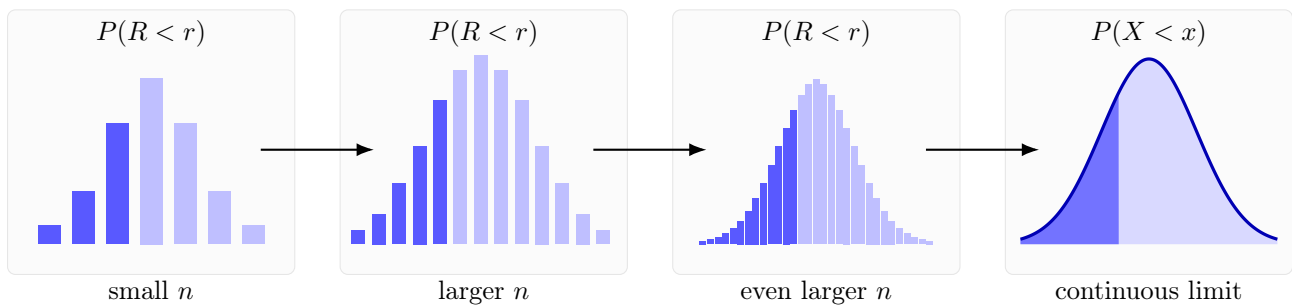 P(R < r)
P(R < r)
P(R < r)
P(X < x)
small n
larger n
even larger n
continuous limit